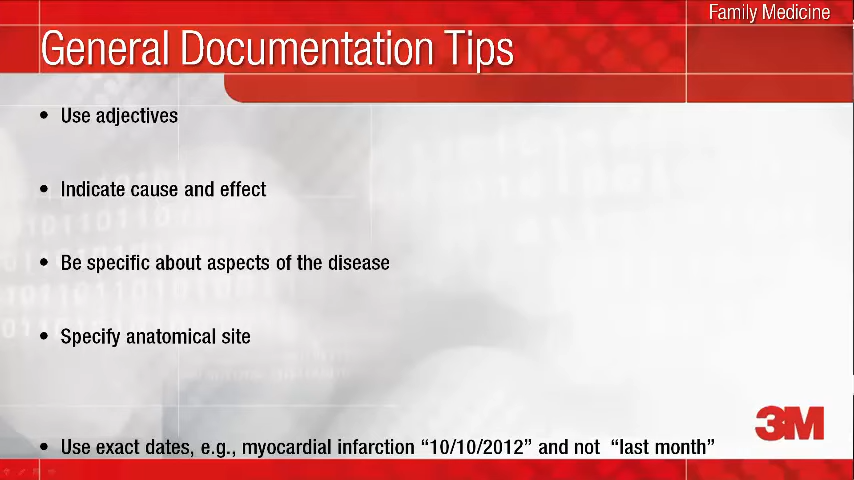 Family Medicine
General Documentation Tips
• Use adjectives
• Indicate cause and effect
• Be specific about aspects of the disease
• Specify anatomical site
3M
• Use exact dates, e.g., myocardial infarction “10/10/2012” and not “last month”